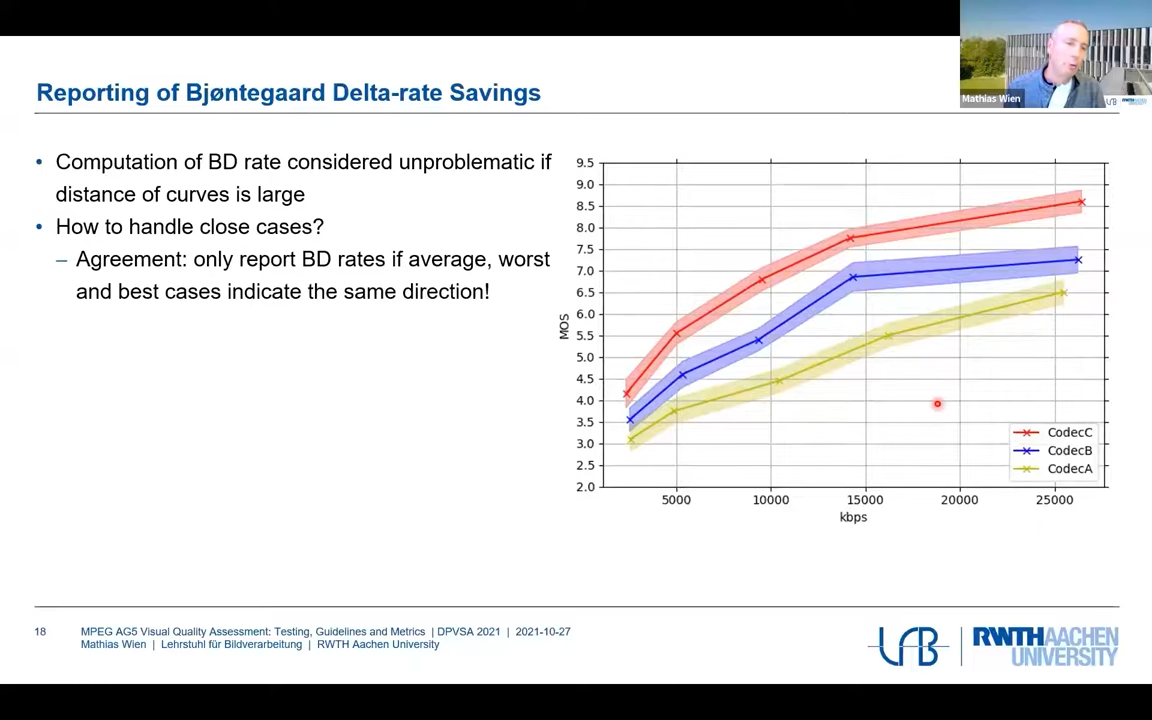 Mathias Wien
Reporting of Bjøntegaard Delta-rate Savings
• Computation of BD rate considered unproblematic if
distance of curves is large
• How to handle close cases?
– Agreement: only report BD rates if average, worst
and best cases indicate the same direction!
9.5
9.0
8.5
8.0
7.5
7.0
6.5
6.0
5.5
5.0
4.5
4.0
3.5
3.0
2.5
2.0
MOS
5000 10000 15000 20000 25000
kbps
CodecC
CodecB
CodecA
18
MPEG AG5 Visual Quality Assessment: Testing, Guidelines and Metrics | DPVSA 2021 | 2021-10-27
Mathias Wien | Lehrstuhl für Bildverarbeitung | RWTH Aachen University
LFB
RWTHAACHEN
UNIVERSITY